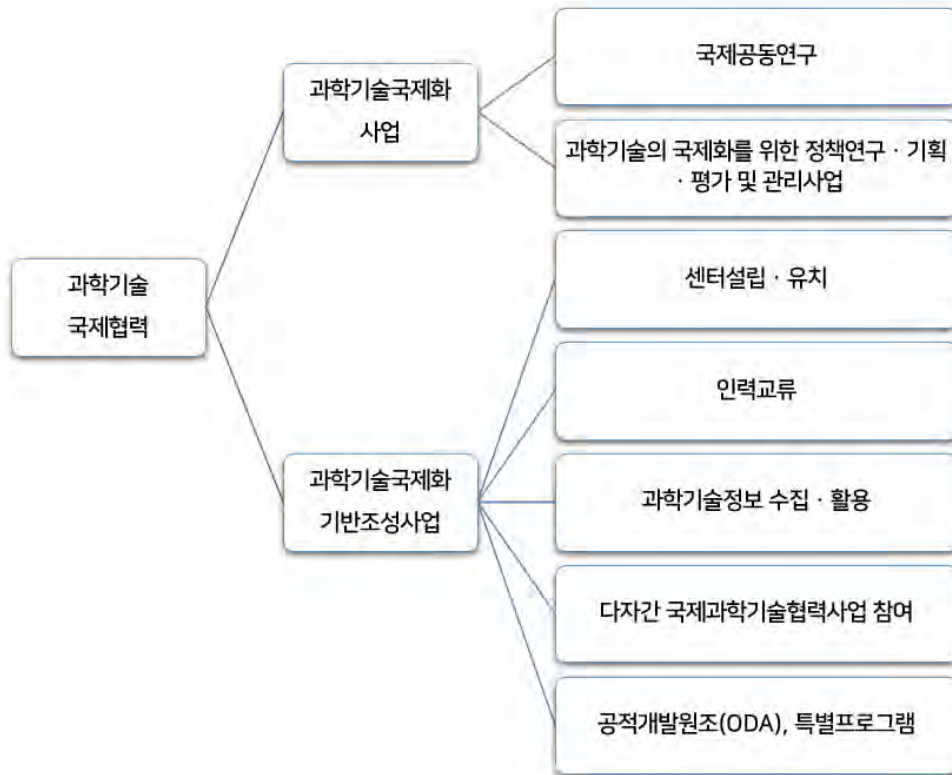 과학기술
국제협력
과학기술국제화
사업
국제공동연구
과학기술의 국제화를 위한 정책연구 · 기획
· 평가 및 관리사업
과학기술국제화
기반조성사업
센터설립 · 유치
인력교류
과학기술정보 수집 · 활용
다자간 국제과학기술협력사업 참여
공적개발원조(ODA), 특별프로그램